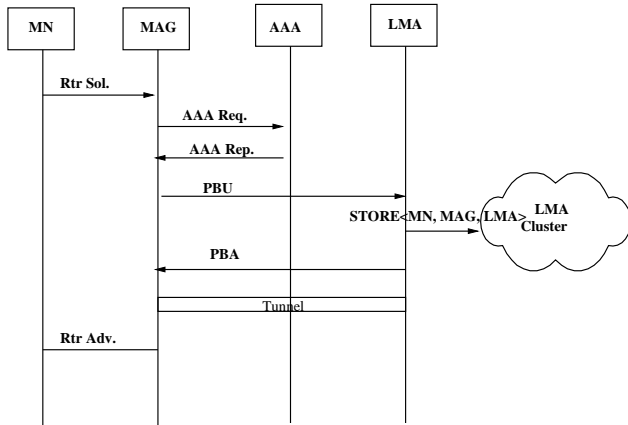 MN MAG AAA LMA
Rtr Sol.
AAA Req.
AAA Rep.
PBU
STORE<MN, MAG, LMA>
LMA
Cluster
PBA
Tunnel
Rtr Adv.